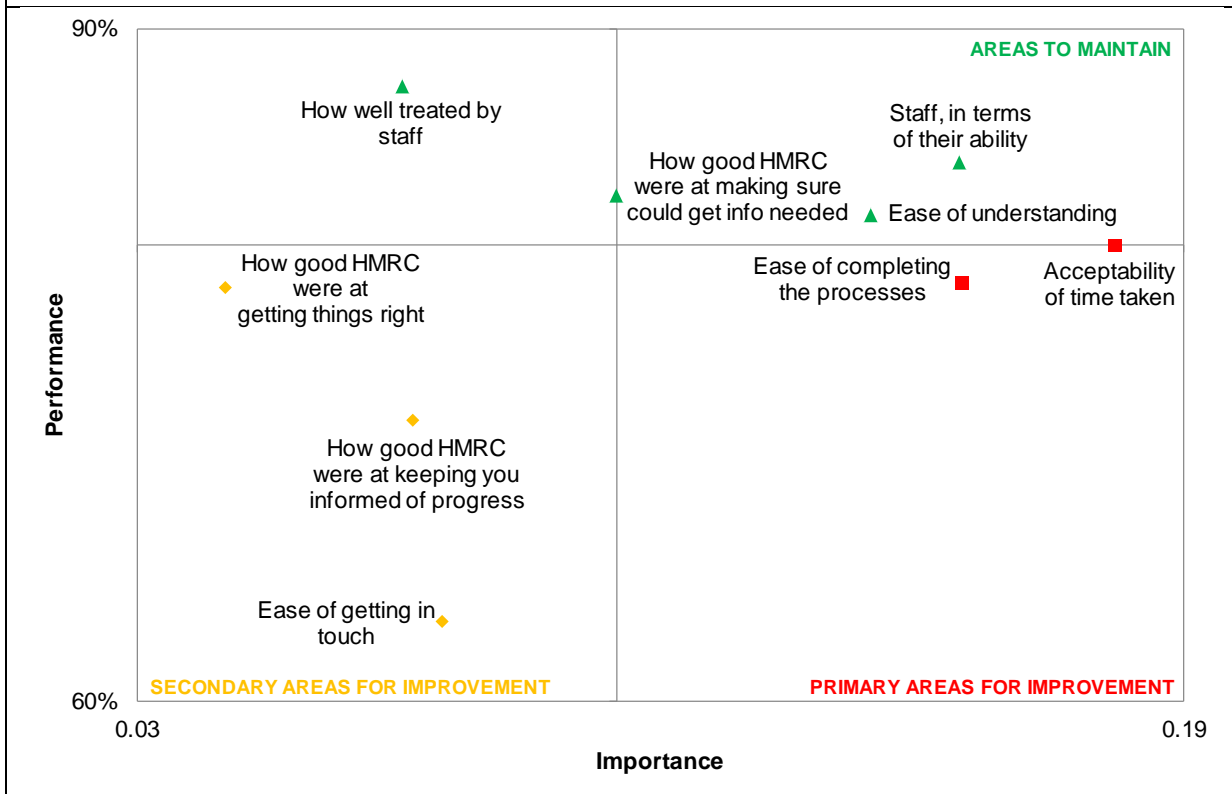 90%
AREAS TO MAINTAIN
How well treated by
staff
Staff, in terms
of their ability
How good HMRC
were at making sure
could get info needed
Ease of understanding
How good HMRC
were at
getting things right
Ease of completing
the processes
Acceptability
of time taken
Performance
How good HMRC
were at keeping you
informed of progress
Ease of getting in
touch
SECONDARY AREAS FOR IMPROVEMENT
PRIMARY AREAS FOR IMPROVEMENT
60%
0.03
0.19
Importance